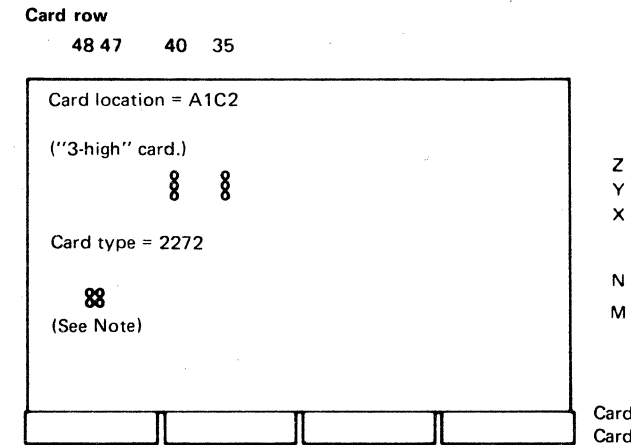 Card row
48 47 40 35
Card location = A1C2
("3-high" card.)
Z
Y
X
Card type = 2272
N
M
(See Note)
Card
Card